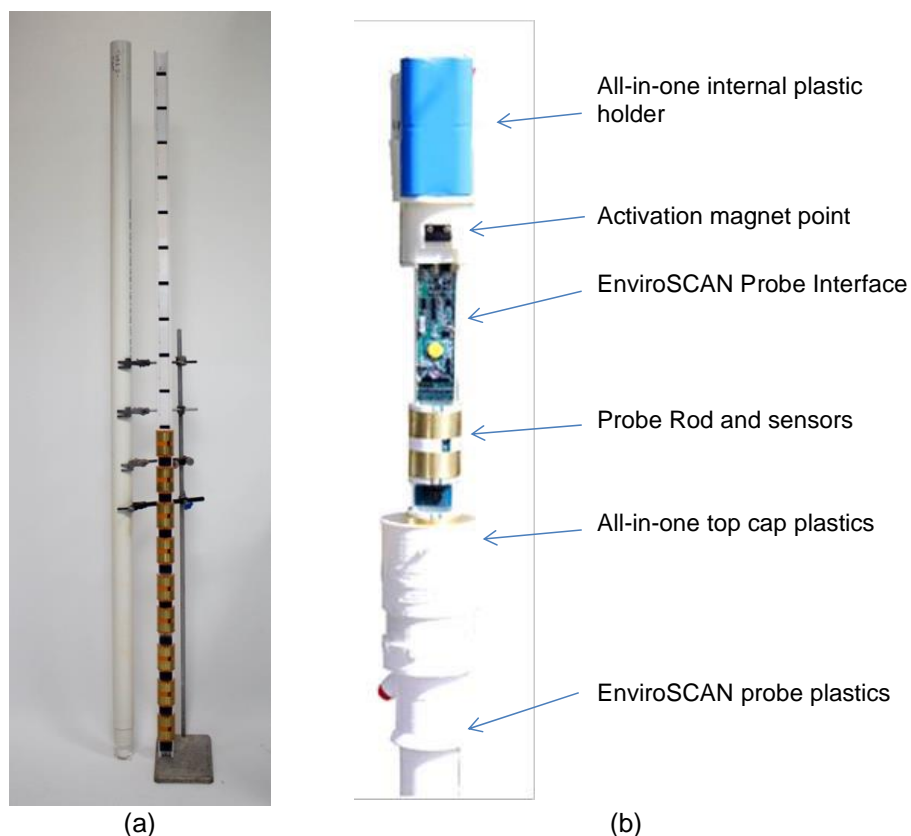 All-in-one internal plastic
holder
Activation magnet point
EnviroSCAN Probe Interface
Probe Rod and sensors
All-in-one top cap plastics
EnviroSCAN probe plastics
(a)
(b)